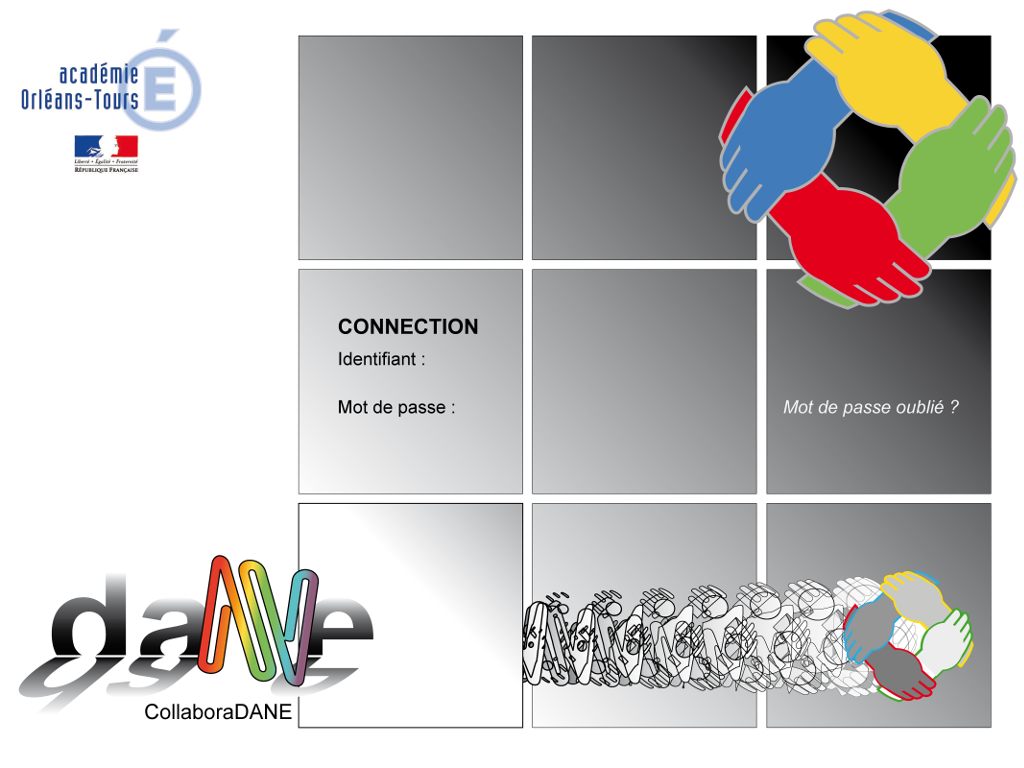 académie
Orléans-Tours
É
Liberté • Égalité • Fraternité
RÉPUBLIQUE FRANÇAISE
CONNECTION
Identifiant :
Mot de passe :
Mot de passe oublié ?
daNe
CollaboraDANE